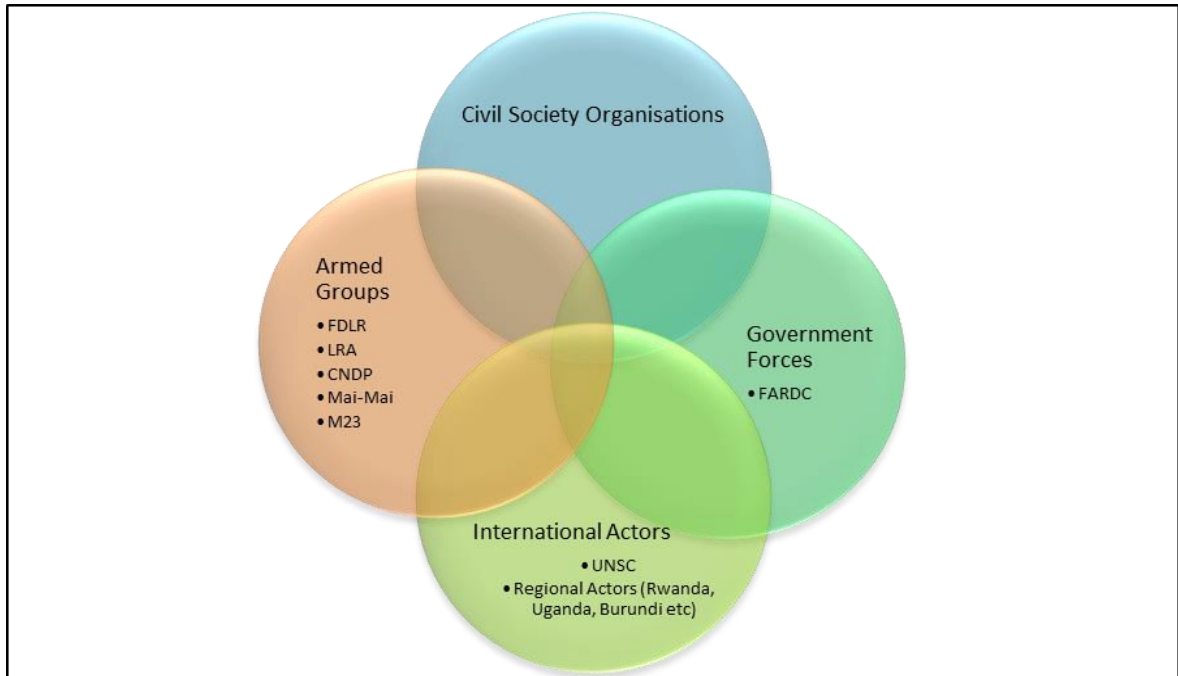 Civil Society Organisations
Armed
Groups
• FDLR
• LRA
• CNDP
• Mai-Mai
• M23
Government
Forces
• FARDC
International Actors
• UNSC
• Regional Actors (Rwanda,
Uganda, Burundi etc)